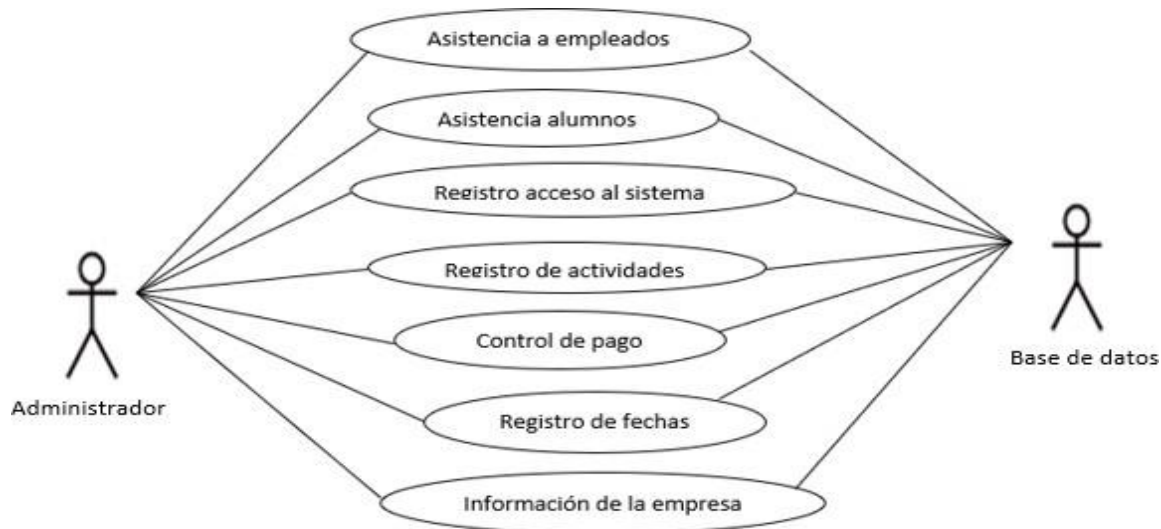 Asistencia a empleados
Asistencia alumnos
Registro acceso al sistema
Registro de actividades
Control de pago
Registro de fechas
Información de la empresa
Administrador
Base de datos